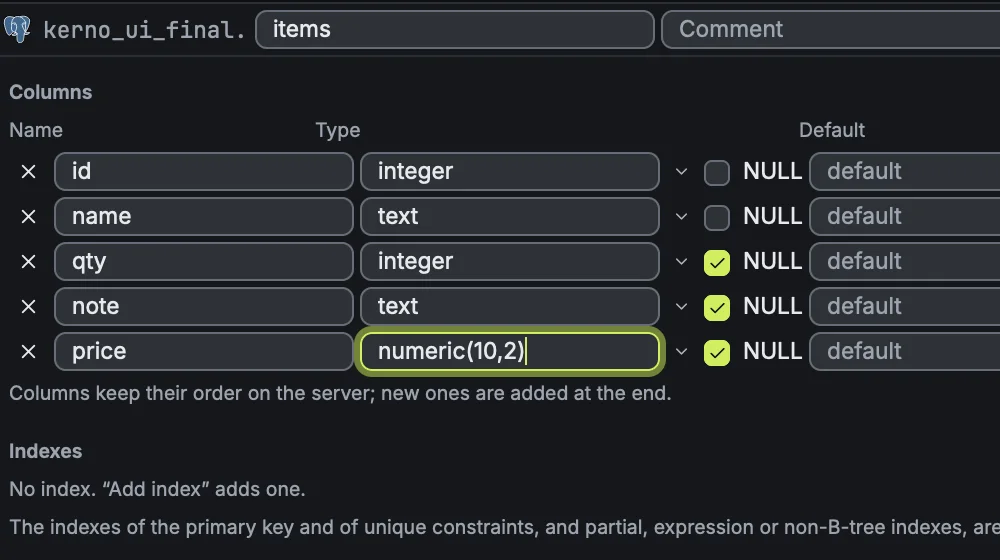 kerno_ui_final. items Comment
Columns
Name Type Default
id integer NULL default
name text NULL default
qty integer NULL default
note text NULL default
price numeric(10,2) NULL default
Columns keep their order on the server; new ones are added at the end.
Indexes
No index. “Add index” adds one.
The indexes of the primary key and of unique constraints, and partial, expression or non-B-tree indexes, are